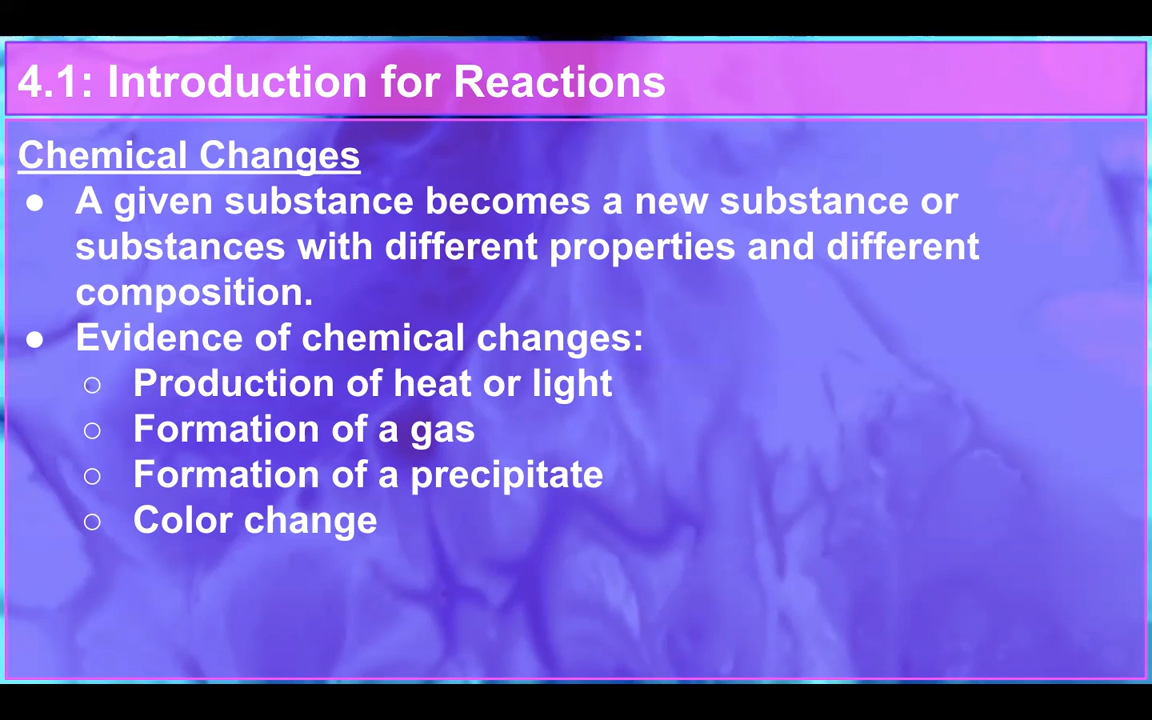 4.1: Introduction for Reactions
Chemical Changes
● A given substance becomes a new substance or
substances with different properties and different
composition.
● Evidence of chemical changes:
○ Production of heat or light
○ Formation of a gas
○ Formation of a precipitate
○ Color change